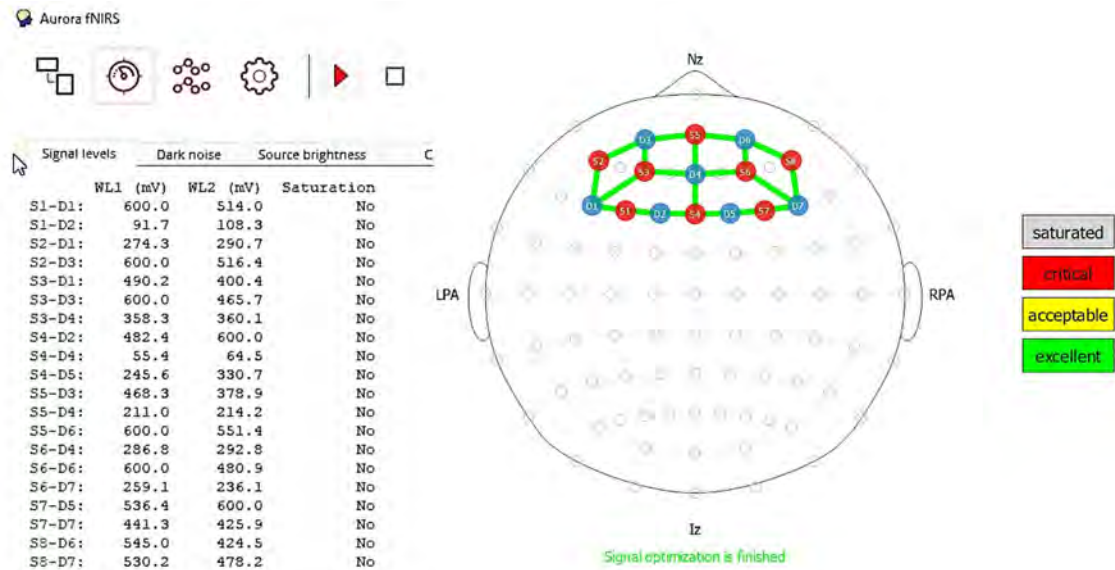 Aurora fNIRS
Signal levels Dark noise Source brightness C
WL1 (mV) WL2 (mV) Saturation
S1-D1: 600.0 514.0 No
S1-D2: 91.7 108.3 No
S2-D1: 274.3 290.7 No
S2-D3: 600.0 516.4 No
S3-D1: 490.2 400.4 No
S3-D3: 600.0 465.7 No
S3-D4: 358.3 360.1 No
S4-D2: 482.4 600.0 No
S4-D4: 55.4 64.5 No
S4-D5: 245.6 330.7 No
S5-D3: 468.3 378.9 No
S5-D4: 211.0 214.2 No
S5-D6: 600.0 551.4 No
S6-D4: 286.8 292.8 No
S6-D6: 600.0 480.9 No
S6-D7: 259.1 236.1 No
S7-D5: 536.4 600.0 No
S7-D7: 441.3 425.9 No
S8-D6: 545.0 424.5 No
S8-D7: 530.2 478.2 No
Nz
D3 S5 D6
S2 S8
S3 D4 S6
D1 S1 D2 S4 D5 S7 D7
LPA RPA
Iz
Signal optimization is finished
saturated
critical
acceptable
excellent